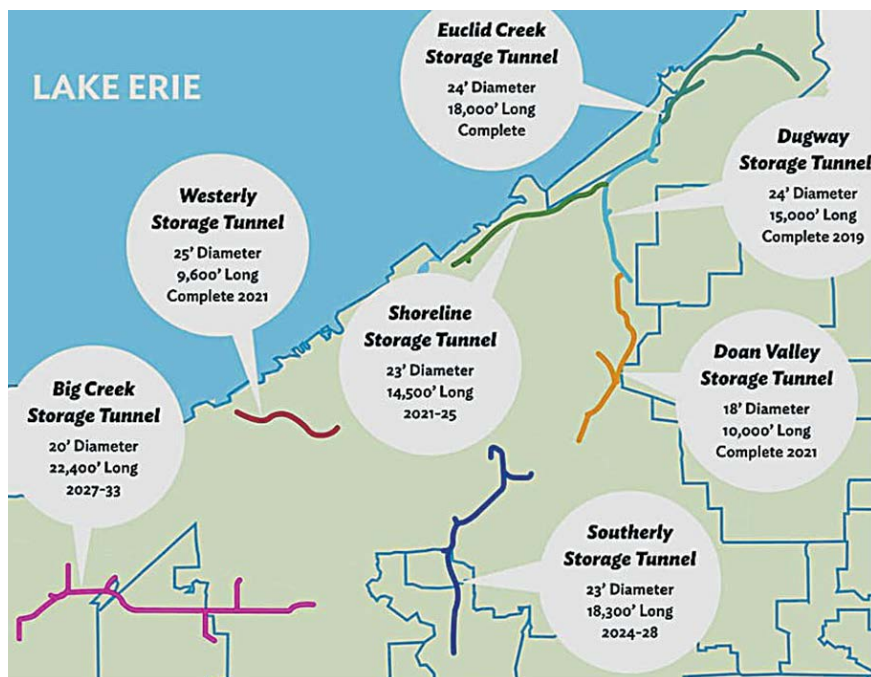 LAKE ERIE
Euclid Creek
Storage Tunnel
24' Diameter
18,000' Long
Complete
Dugway
Storage Tunnel
24' Diameter
15,000' Long
Complete 2019
Westerly
Storage Tunnel
25' Diameter
9,600' Long
Complete 2021
Shoreline
Storage Tunnel
23' Diameter
14,500' Long
2021-25
Doan Valley
Storage Tunnel
18' Diameter
10,000' Long
Complete 2021
Big Creek
Storage Tunnel
20' Diameter
22,400' Long
2027-33
Southerly
Storage Tunnel
23' Diameter
18,300' Long
2024-28